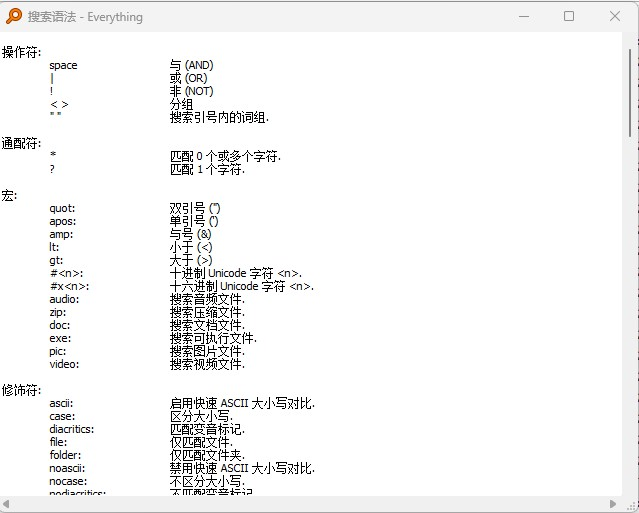 搜索语法 - Everything
操作符:
space 与 (AND)
| 或 (OR)
! 非 (NOT)
< > 分组
" " 搜索引号内的词组.
通配符:
* 匹配 0 个或多个字符.
? 匹配 1 个字符.
宏:
quot: 双引号 (")
apos: 单引号 (')
amp: 与号 (&)
lt: 小于 (<)
gt: 大于 (>)
#<n>: 十进制 Unicode 字符 <n>.
#x<n>: 十六进制 Unicode 字符 <n>.
audio: 搜索音频文件.
zip: 搜索压缩文件.
doc: 搜索文档文件.
exe: 搜索可执行文件.
pic: 搜索图片文件.
video: 搜索视频文件.
修饰符:
ascii: 启用快速 ASCII 大小写对比.
case: 区分大小写.
diacritics: 匹配变音标记.
file: 仅匹配文件.
folder: 仅匹配文件夹.
noascii: 禁用快速 ASCII 大小写对比.
nocase: 不区分大小写.
nodiacritics: 不匹配变音标记.